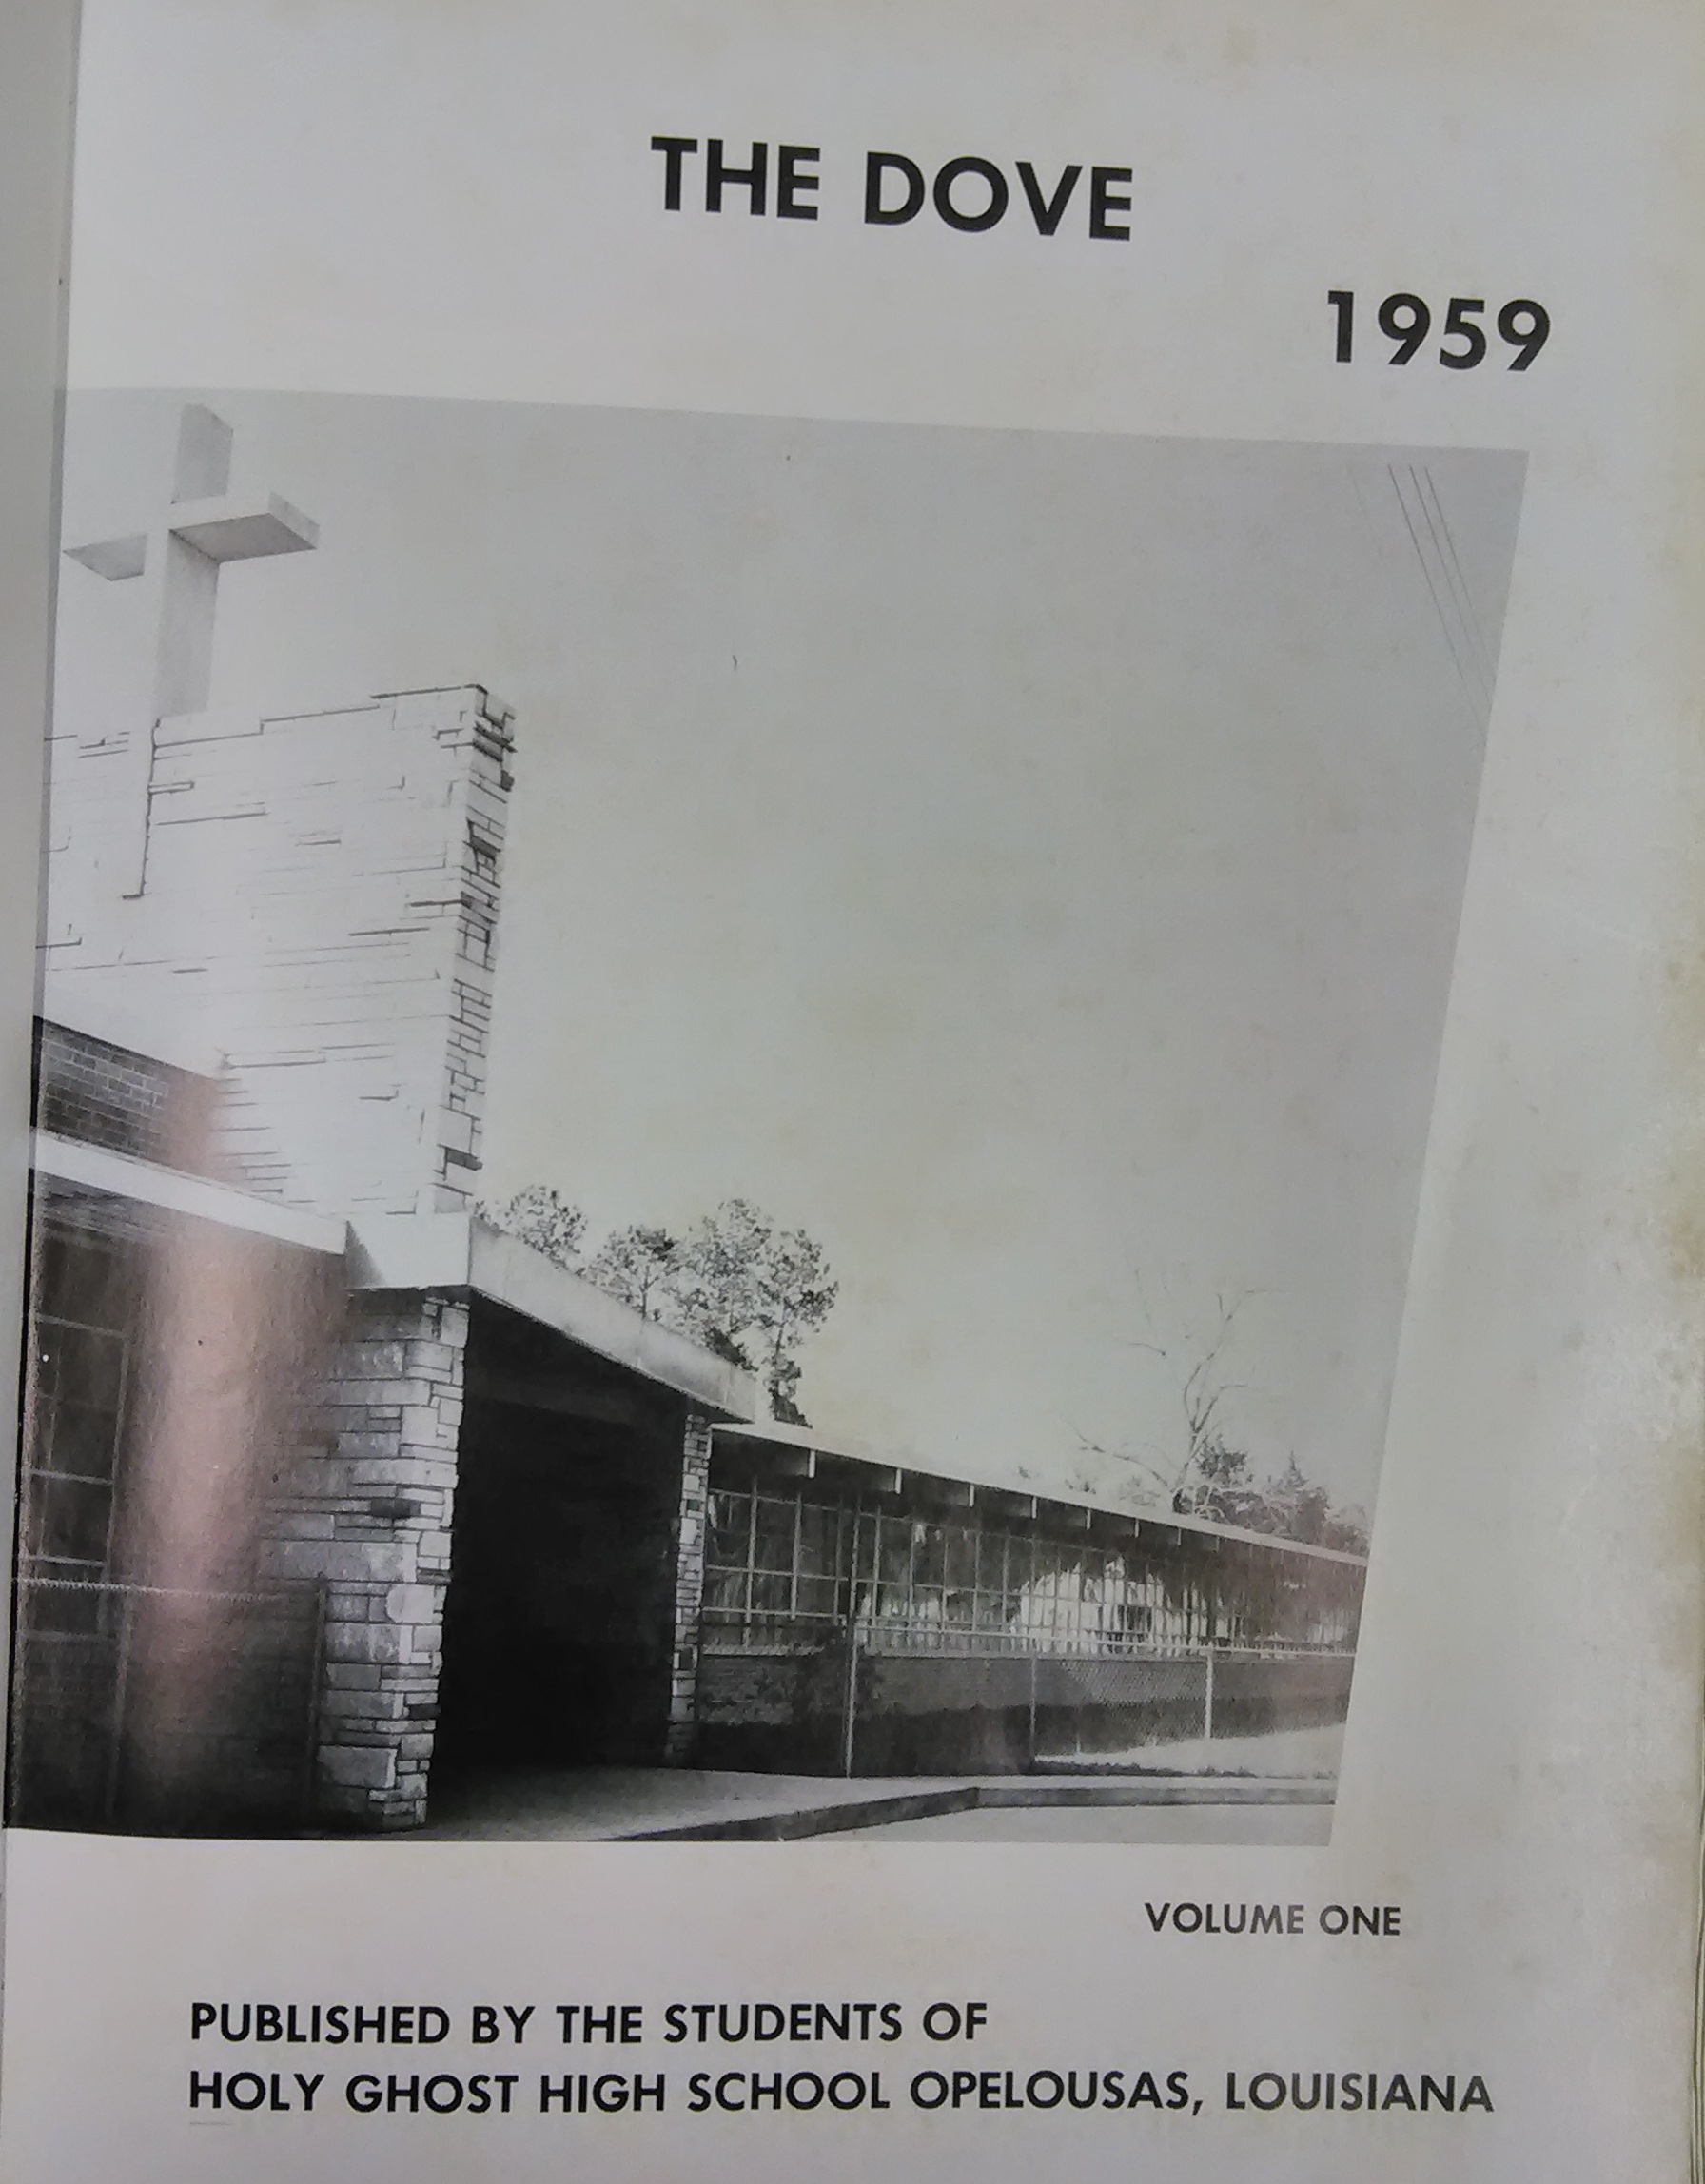 THE DOVE
1959
VOLUME ONE
PUBLISHED BY THE STUDENTS OF
HOLY GHOST HIGH SCHOOL OPELOUSAS, LOUISIANA